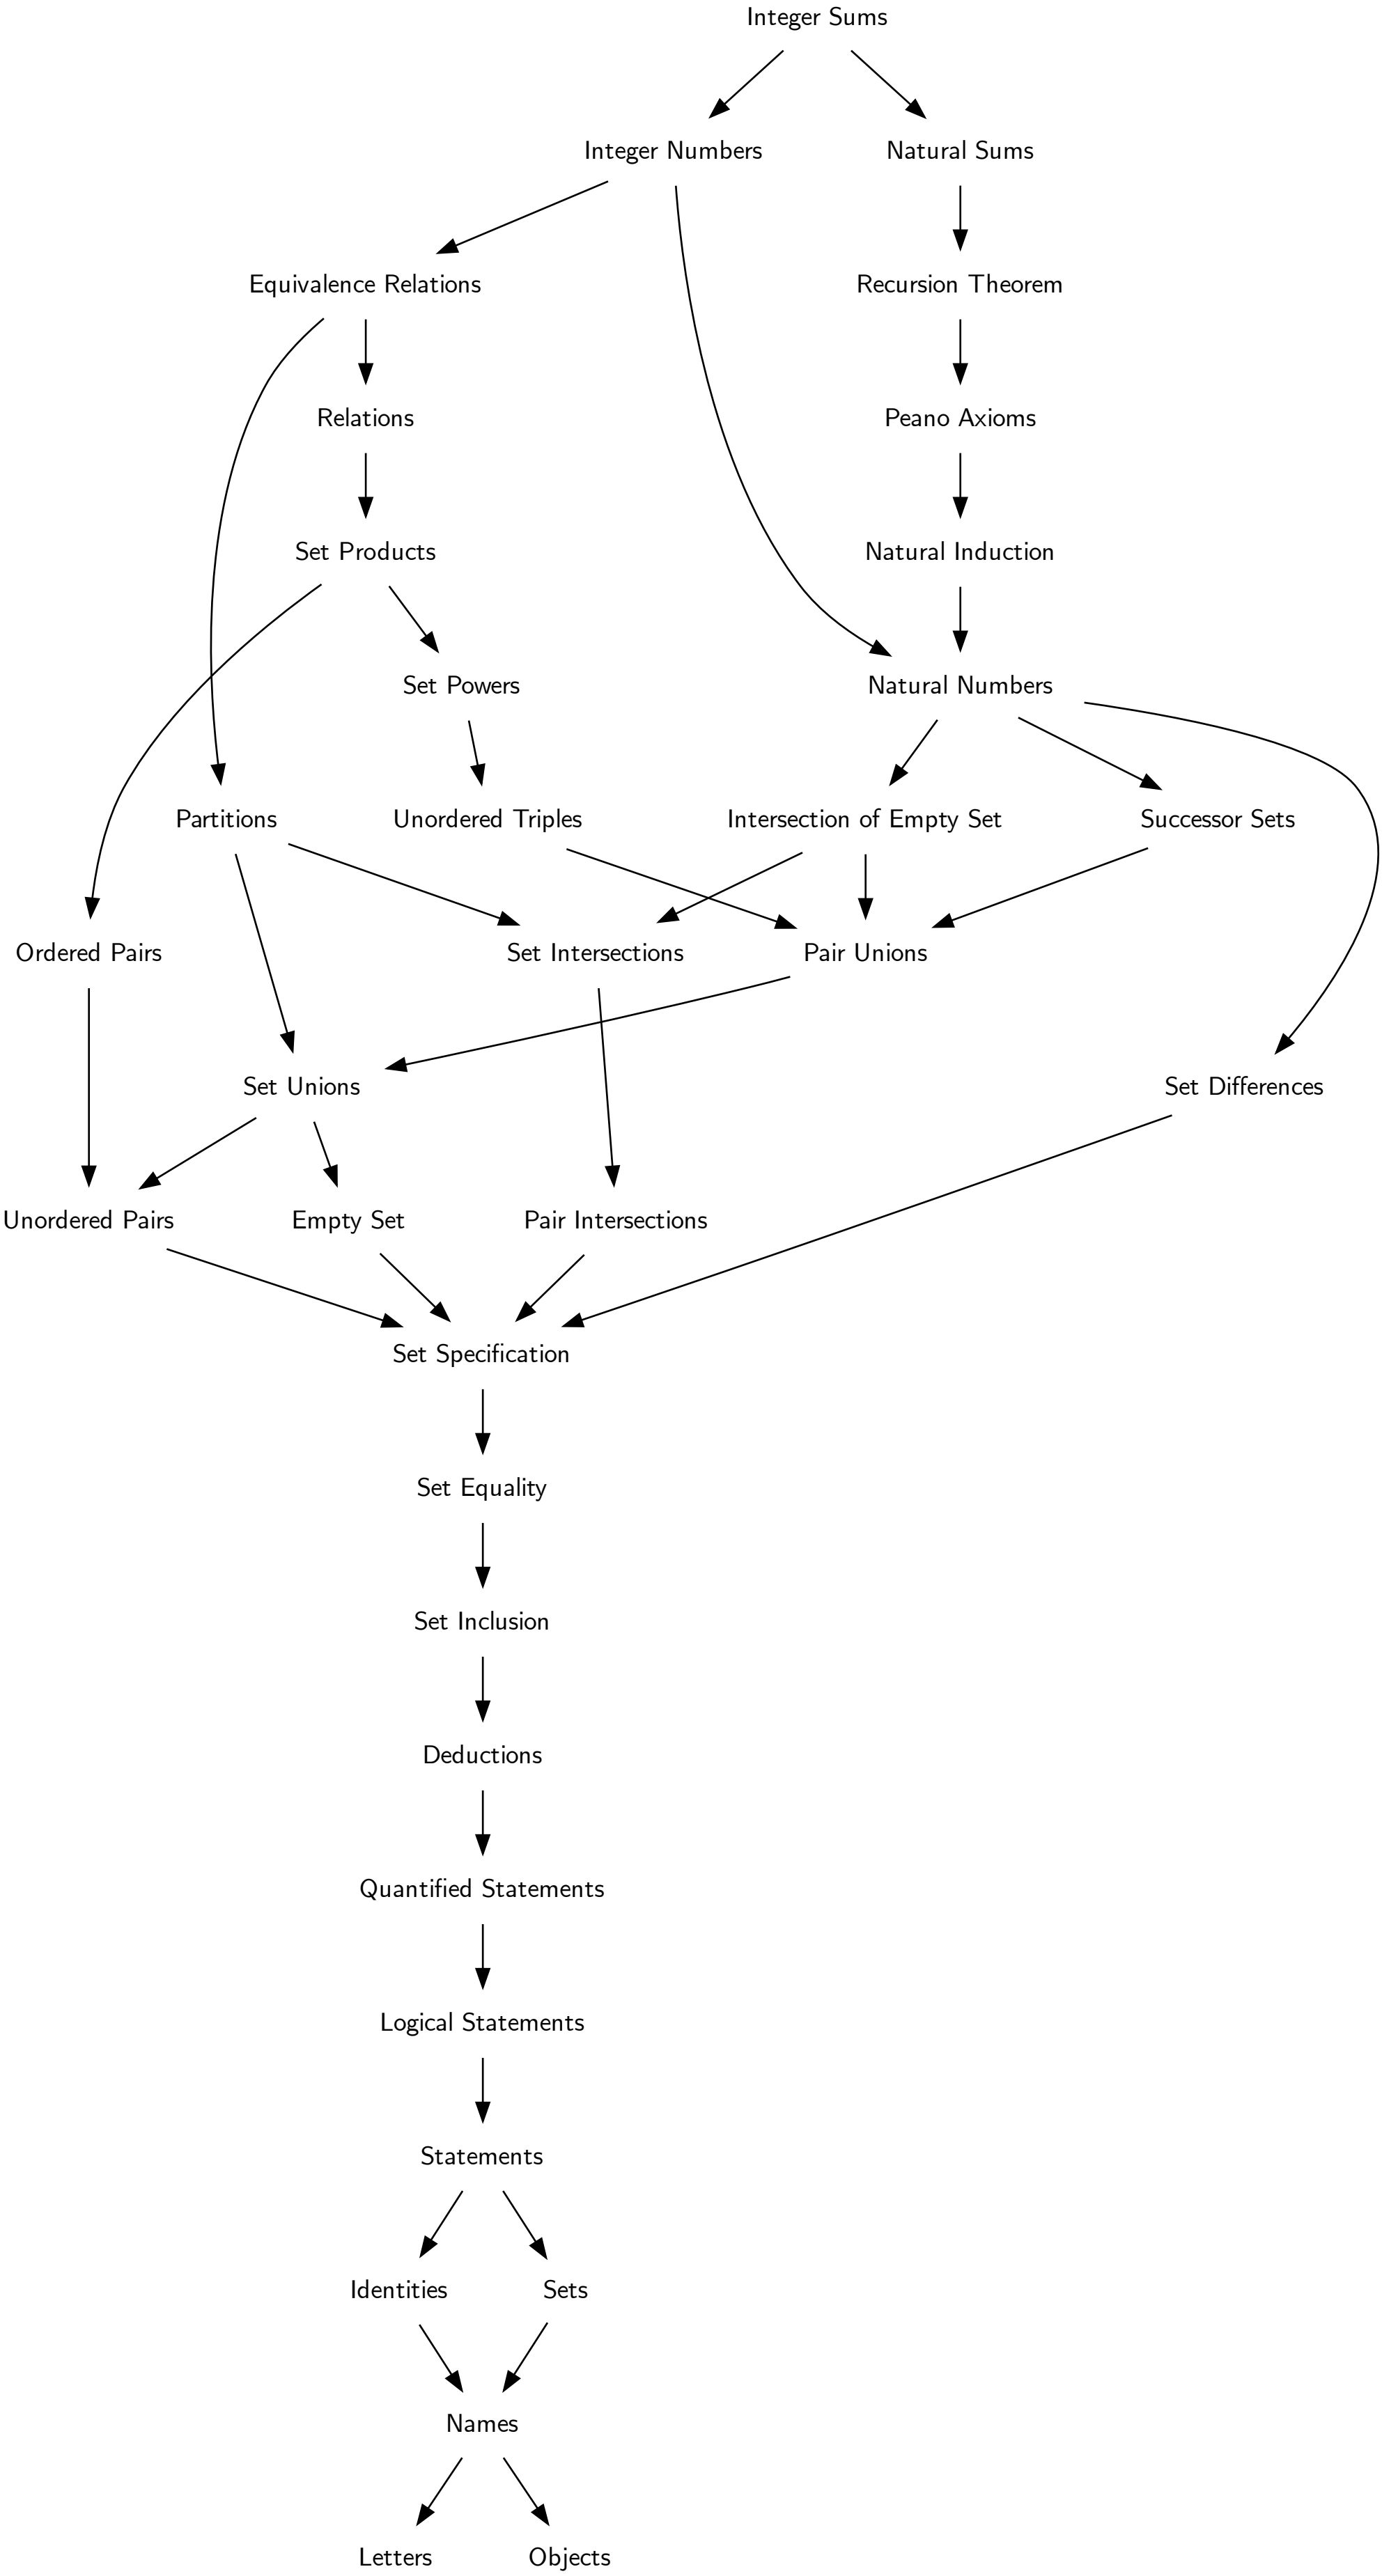 Integer Sums
Integer Numbers
Natural Sums
Equivalence Relations
Recursion Theorem
Relations
Peano Axioms
Set Products
Natural Induction
Set Powers
Natural Numbers
Partitions
Unordered Triples
Intersection of Empty Set
Successor Sets
Ordered Pairs
Set Intersections
Pair Unions
Set Unions
Set Differences
Unordered Pairs
Empty Set
Pair Intersections
Set Specification
Set Equality
Set Inclusion
Deductions
Quantified Statements
Logical Statements
Statements
Identities
Sets
Names
Letters
Objects